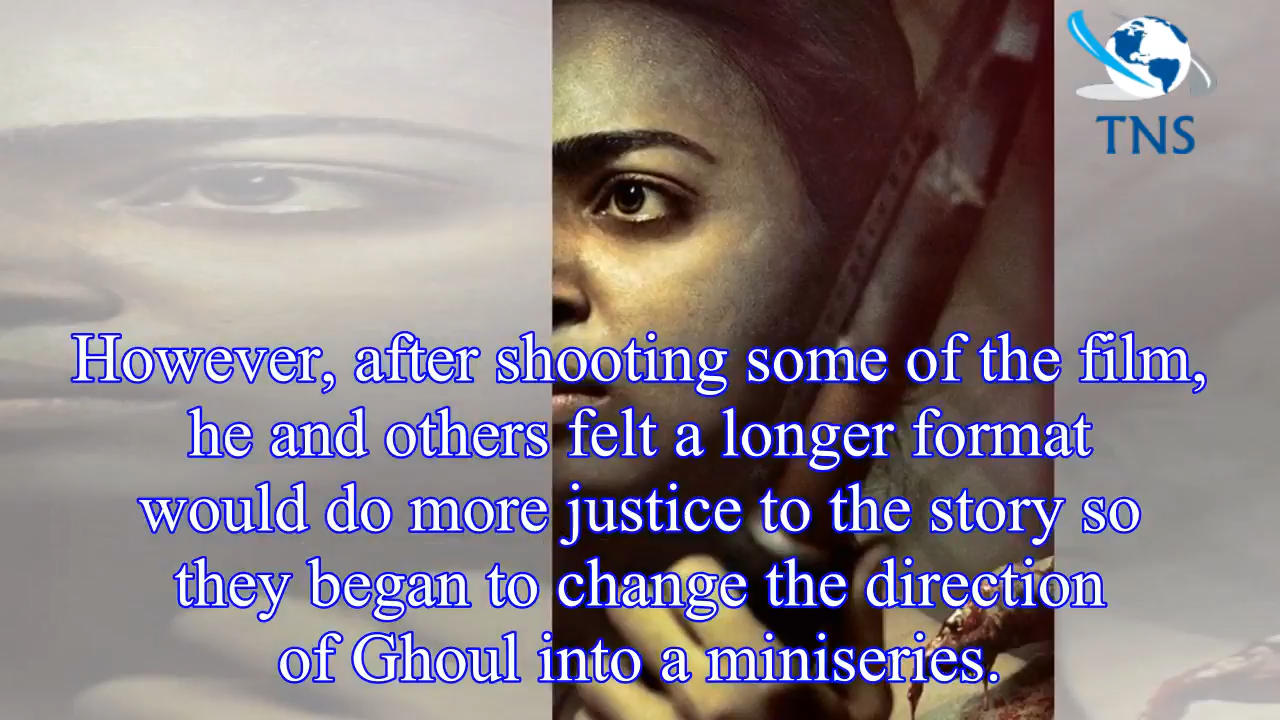 TNS
However, after shooting some of the film,
he and others felt a longer format
would do more justice to the story so
they began to change the direction
of Ghoul into a miniseries.